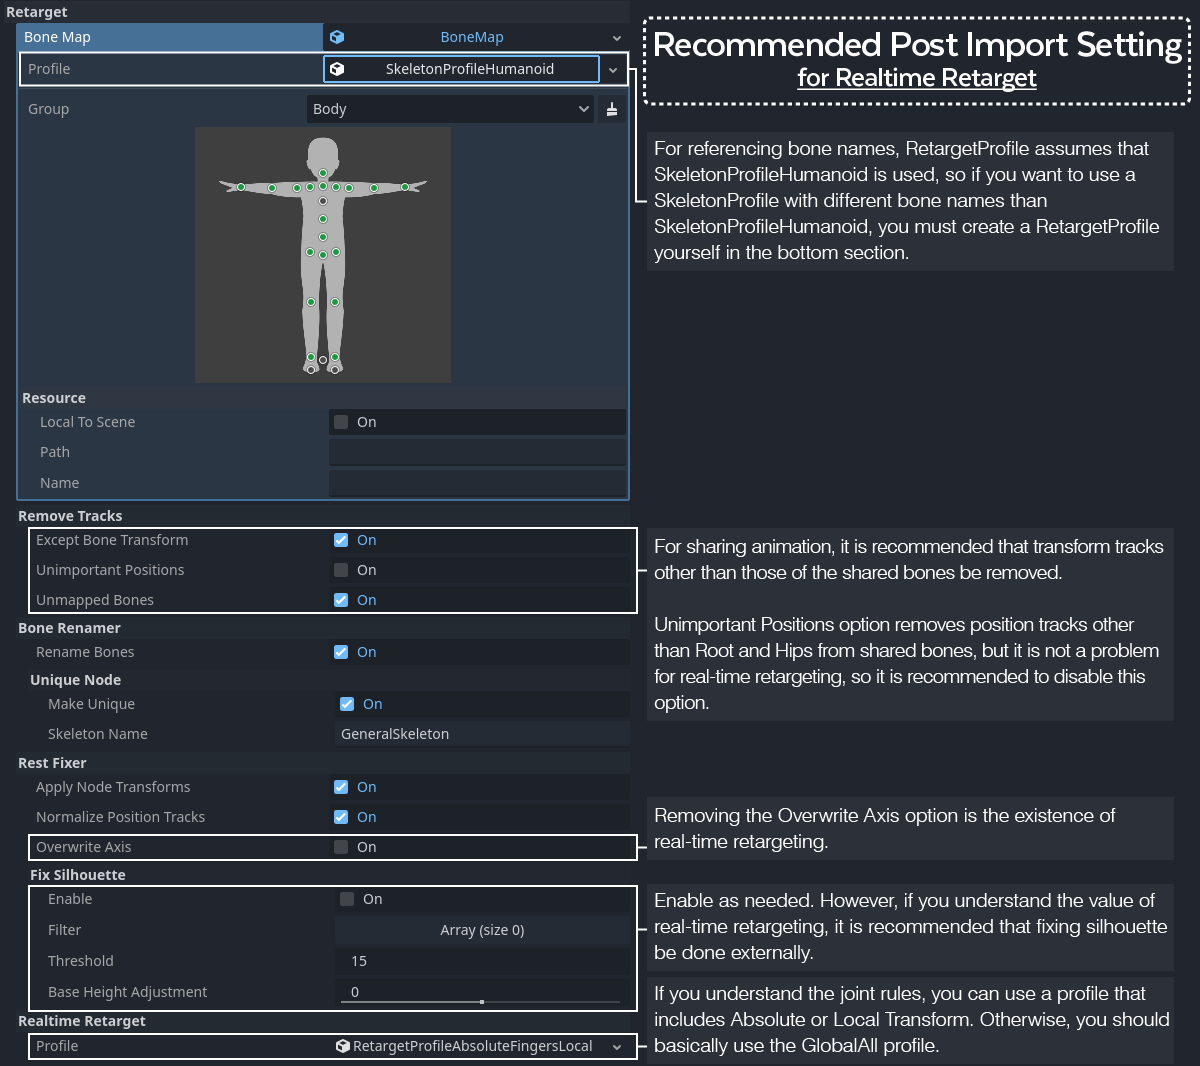 Retarget
Bone Map
BoneMap
Profile
SkeletonProfileHumanoid
Group
Body
Resource
Local To Scene
On
Path
Name
Remove Tracks
Except Bone Transform
On
Unimportant Positions
On
Unmapped Bones
On
Bone Renamer
Rename Bones
On
Unique Node
Make Unique
On
Skeleton Name
GeneralSkeleton
Rest Fixer
Apply Node Transforms
On
Normalize Position Tracks
On
Overwrite Axis
On
Fix Silhouette
Enable
On
Filter
Array (size 0)
Threshold
15
Base Height Adjustment
0
Realtime Retarget
Profile
RetargetProfileAbsoluteFingersLocal
Recommended Post Import Setting
for Realtime Retarget
For referencing bone names, RetargetProfile assumes that
SkeletonProfileHumanoid is used, so if you want to use a
SkeletonProfile with different bone names than
SkeletonProfileHumanoid, you must create a RetargetProfile
yourself in the bottom section.
For sharing animation, it is recommended that transform tracks
other than those of the shared bones be removed.
Unimportant Positions option removes position tracks other
than Root and Hips from shared bones, but it is not a problem
for real-time retargeting, so it is recommended to disable this
option.
Removing the Overwrite Axis option is the existence of
real-time retargeting.
Enable as needed. However, if you understand the value of
real-time retargeting, it is recommended that fixing silhouette
be done externally.
If you understand the joint rules, you can use a profile that
includes Absolute or Local Transform. Otherwise, you should
basically use the GlobalAll profile.